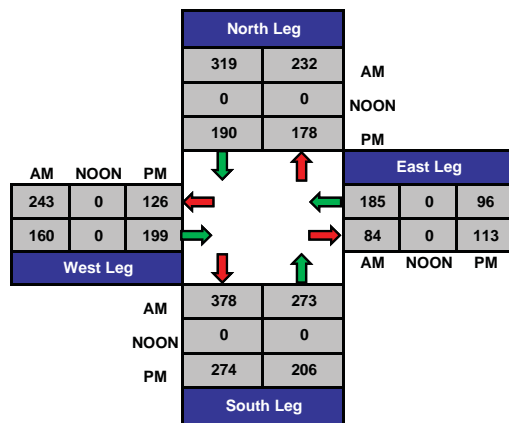 North Leg
319 232 AM
0 0 NOON
190 178 PM
AM NOON PM East Leg
243 0 126 185 0 96
160 0 199 84 0 113
West Leg AM NOON PM
AM 378 273
NOON 0 0
PM 274 206
South Leg